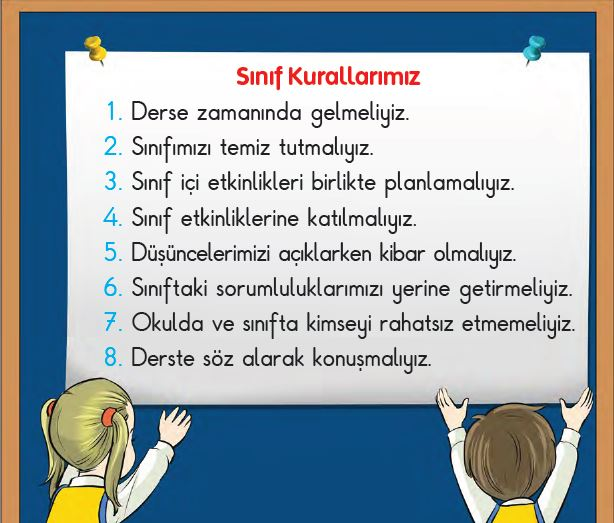 Sınıf Kurallarımız
1. Derse zamanında gelmeliyiz.
2. Sınıfımızı temiz tutmalıyız.
3. Sınıf içi etkinlikleri birlikte planlamalıyız.
4. Sınıf etkinliklerine katılmalıyız.
5. Düşüncelerimizi açıklarken kibar olmalıyız.
6. Sınıftaki sorumluluklarımızı yerine getirmeliyiz.
7. Okulda ve sınıfta kimseyi rahatsız etmemeliyiz.
8. Derste söz alarak konuşmalıyız.